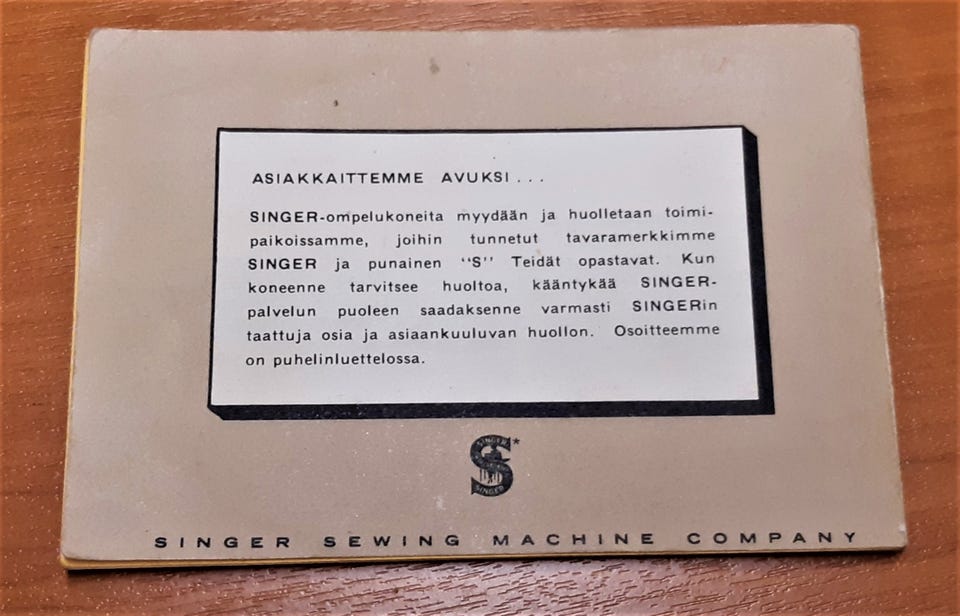 ASIAKKAITTEMME AVUKSI...
SINGER-ompelukoneita myydään ja huolletaan toimi-
paikoissamme, joihin tunnetut tavaramerkkimme
SINGER ja punainen "S" Teidät opastavat. Kun
koneenne tarvitsee huoltoa, kääntykää SINGER-
palvelun puoleen saadaksenne varmasti SINGERin
taattuja osia ja asiaankuuluvan huollon. Osoitteemme
on puhelinluettelossa.
SINGER
S*
SINGER
SINGER SEWING MACHINE COMPANY